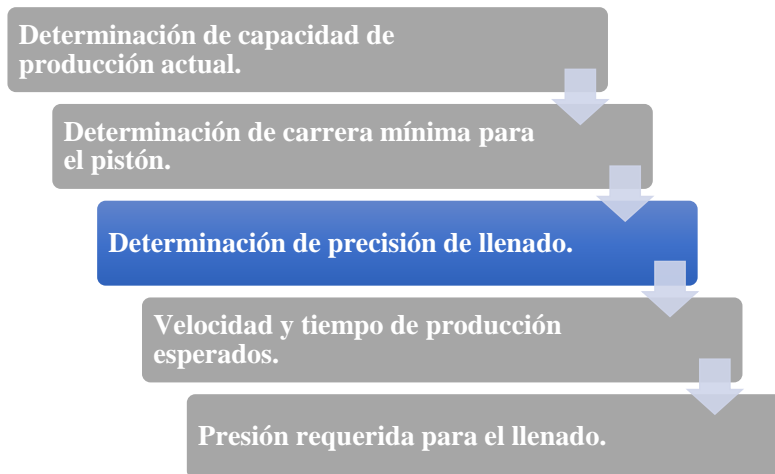 Determinación de capacidad de
producción actual.
Determinación de carrera mínima para
el pistón.
Determinación de precisión de llenado.
Velocidad y tiempo de producción
esperados.
Presión requerida para el llenado.